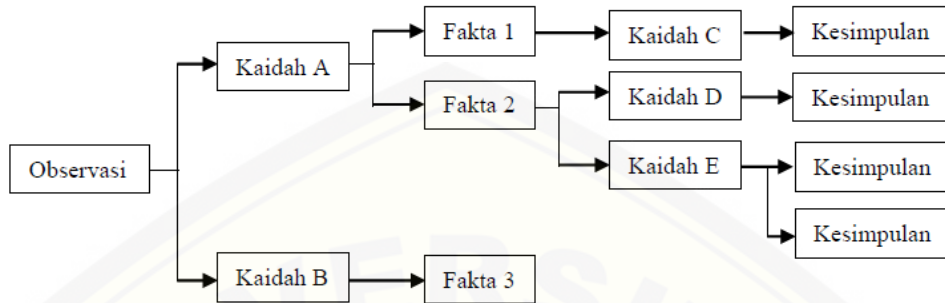 Fakta 1
Kaidah C
Kesimpulan
Kaidah A
Fakta 2
Kaidah D
Kesimpulan
Observasi
Kaidah E
Kesimpulan
Kesimpulan
Kaidah B
Fakta 3